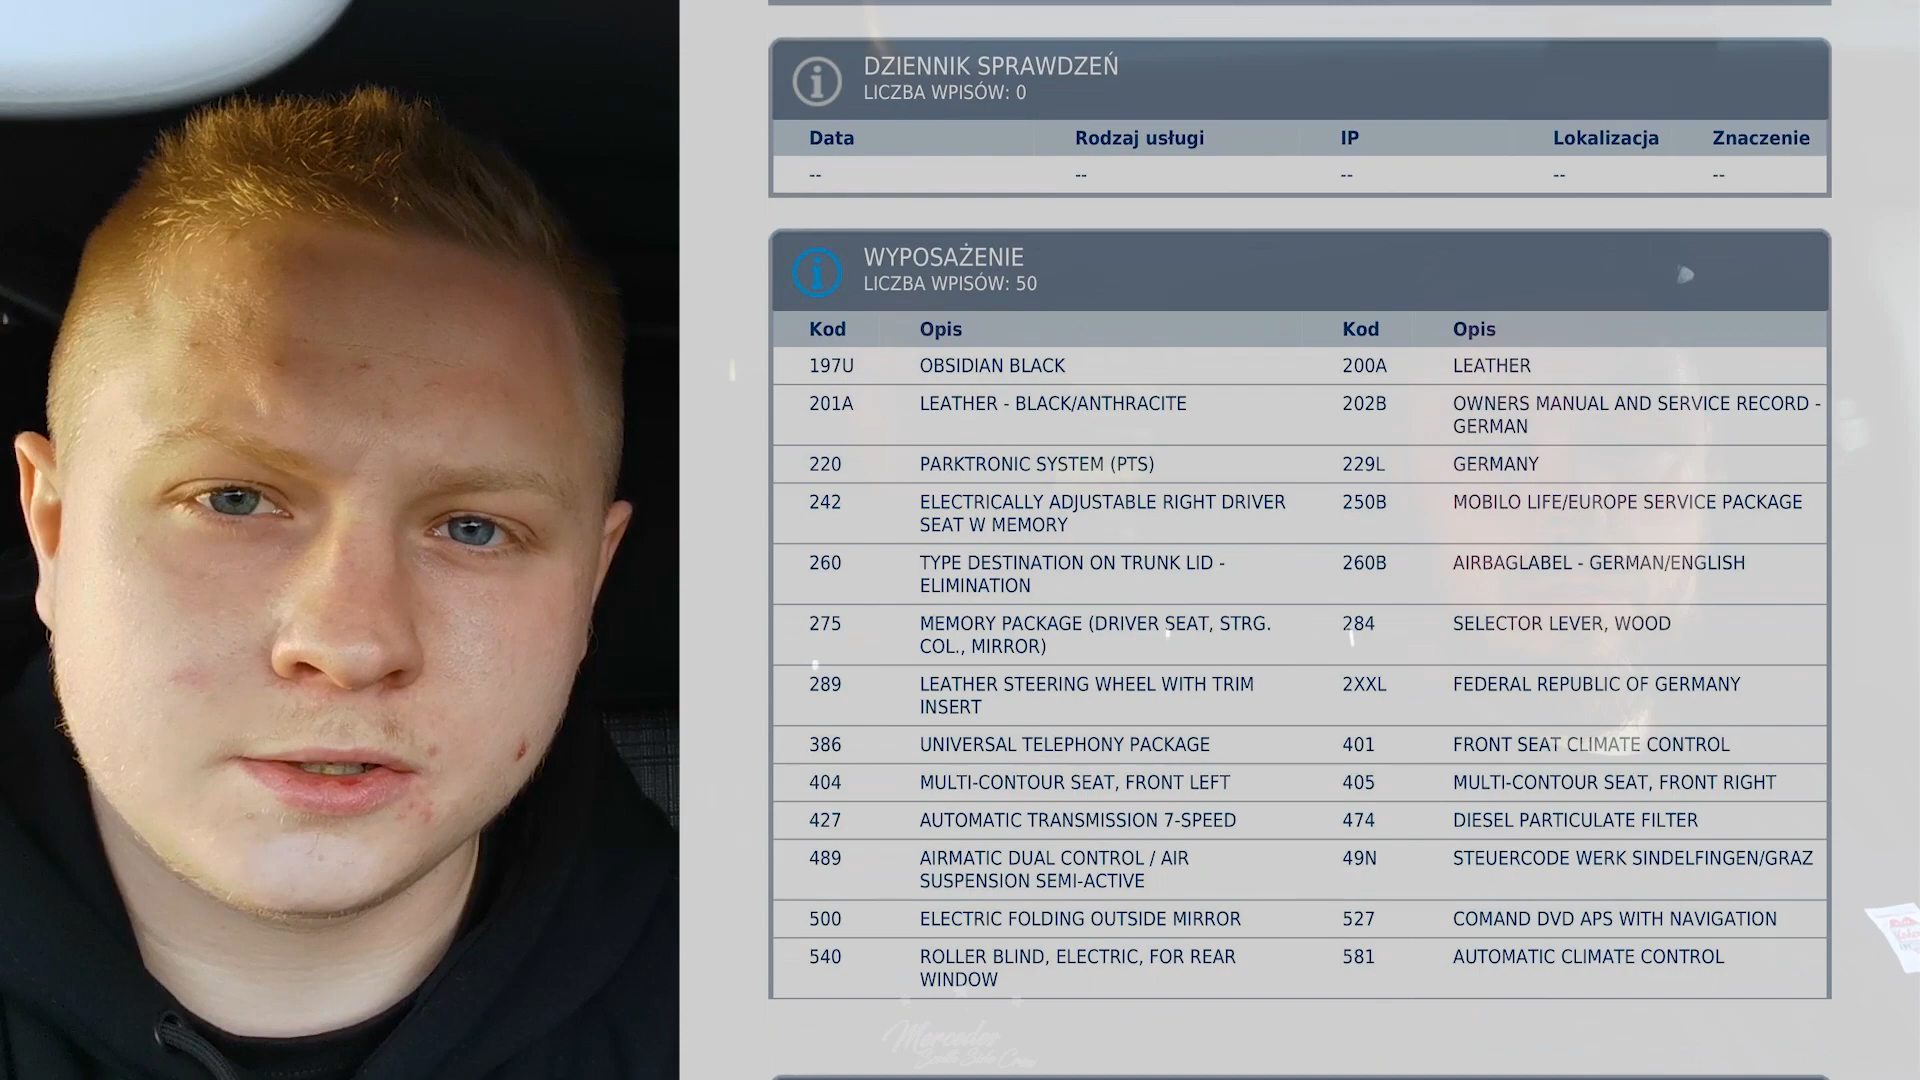 DZIENNIK SPRAWDZEŃ
LICZBA WPISÓW: 0
Data Rodzaj usługi IP Lokalizacja Znaczenie
-- -- -- -- --
WYPOSAŻENIE
LICZBA WPISÓW: 50
Kod Opis Kod Opis
197U OBSIDIAN BLACK 200A LEATHER
201A LEATHER - BLACK/ANTHRACITE 202B OWNERS MANUAL AND SERVICE RECORD -
GERMAN
220 PARKTRONIC SYSTEM (PTS) 229L GERMANY
242 ELECTRICALLY ADJUSTABLE RIGHT DRIVER 250B MOBILO LIFE/EUROPE SERVICE PACKAGE
SEAT W MEMORY
260 TYPE DESTINATION ON TRUNK LID - 260B AIRBAGLABEL - GERMAN/ENGLISH
ELIMINATION
275 MEMORY PACKAGE (DRIVER SEAT, STRG. 284 SELECTOR LEVER, WOOD
COL., MIRROR)
289 LEATHER STEERING WHEEL WITH TRIM 2XXL FEDERAL REPUBLIC OF GERMANY
INSERT
386 UNIVERSAL TELEPHONY PACKAGE 401 FRONT SEAT CLIMATE CONTROL
404 MULTI-CONTOUR SEAT, FRONT LEFT 405 MULTI-CONTOUR SEAT, FRONT RIGHT
427 AUTOMATIC TRANSMISSION 7-SPEED 474 DIESEL PARTICULATE FILTER
489 AIRMATIC DUAL CONTROL / AIR 49N STEUERCODE WERK SINDELFINGEN/GRAZ
SUSPENSION SEMI-ACTIVE
500 ELECTRIC FOLDING OUTSIDE MIRROR 527 COMAND DVD APS WITH NAVIGATION
540 ROLLER BLIND, ELECTRIC, FOR REAR 581 AUTOMATIC CLIMATE CONTROL
WINDOW
Mercedes